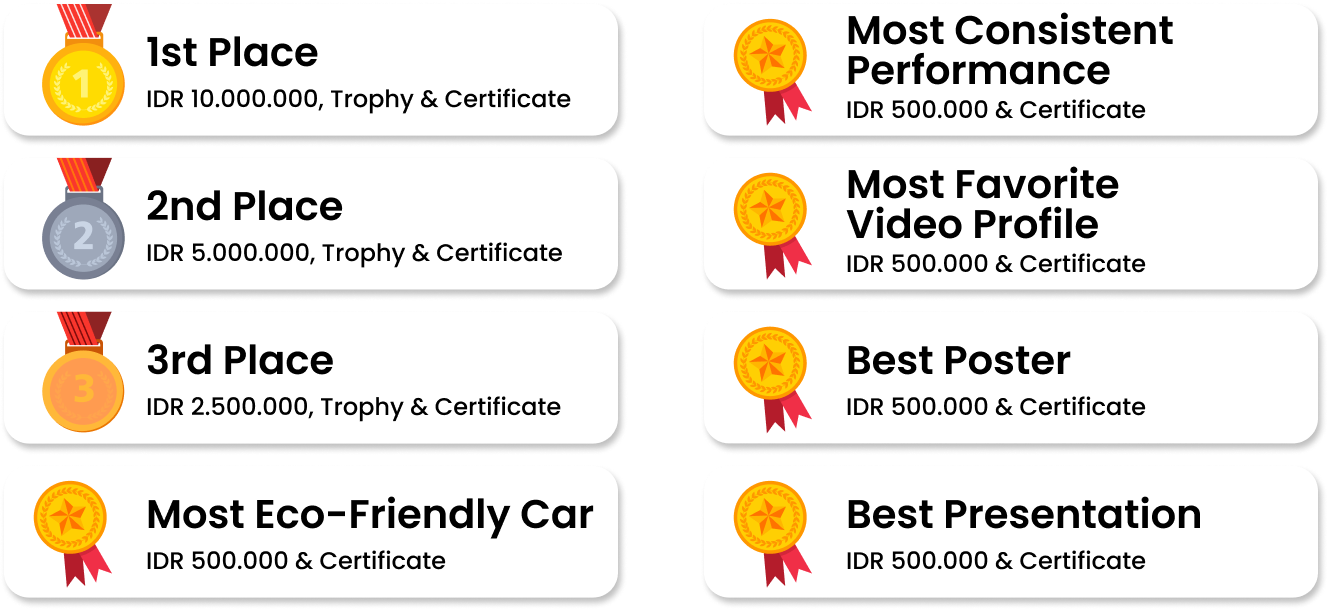 1
1st Place
IDR 10.000.000, Trophy & Certificate
2
2nd Place
IDR 5.000.000, Trophy & Certificate
3
3rd Place
IDR 2.500.000, Trophy & Certificate
Most Eco-Friendly Car
IDR 500.000 & Certificate
Most Consistent
Performance
IDR 500.000 & Certificate
Most Favorite
Video Profile
IDR 500.000 & Certificate
Best Poster
IDR 500.000 & Certificate
Best Presentation
IDR 500.000 & Certificate